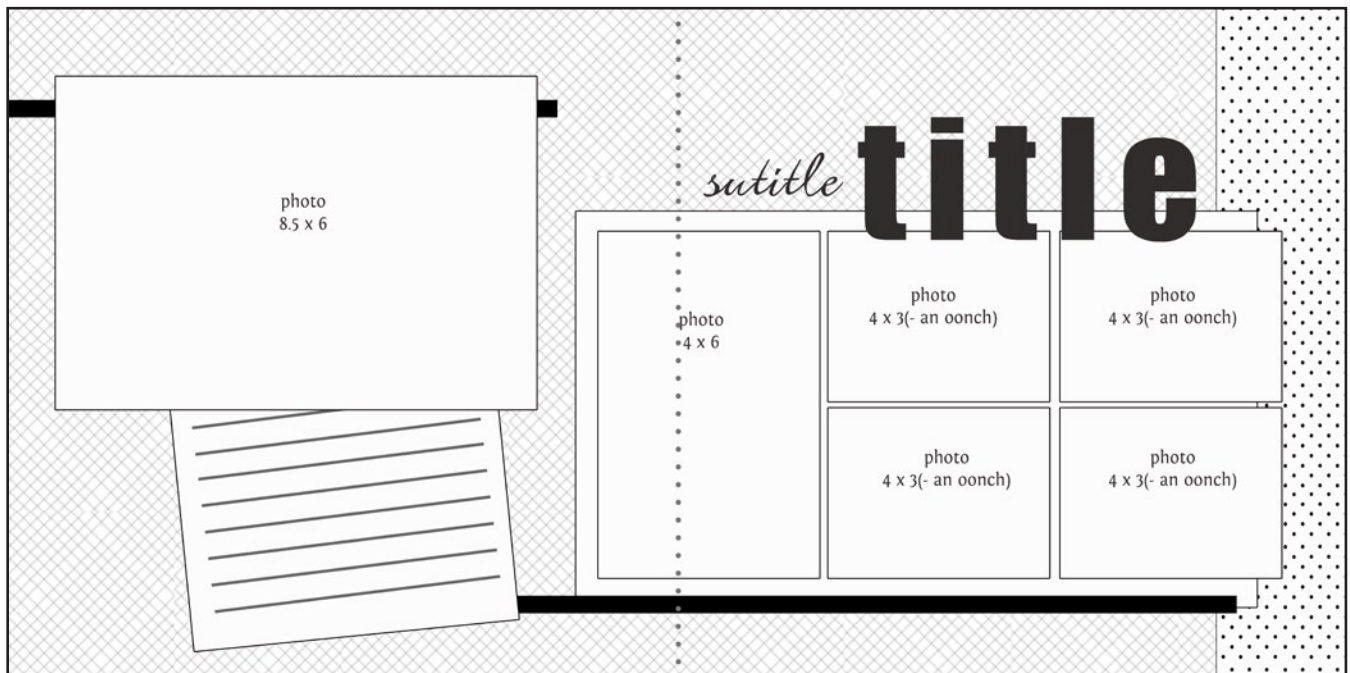 photo
8.5 x 6
sutitle
title
photo
4 x 6
photo
4 x 3(- an oonch)
photo
4 x 3(- an oonch)
photo
4 x 3(- an oonch)
photo
4 x 3(- an oonch)